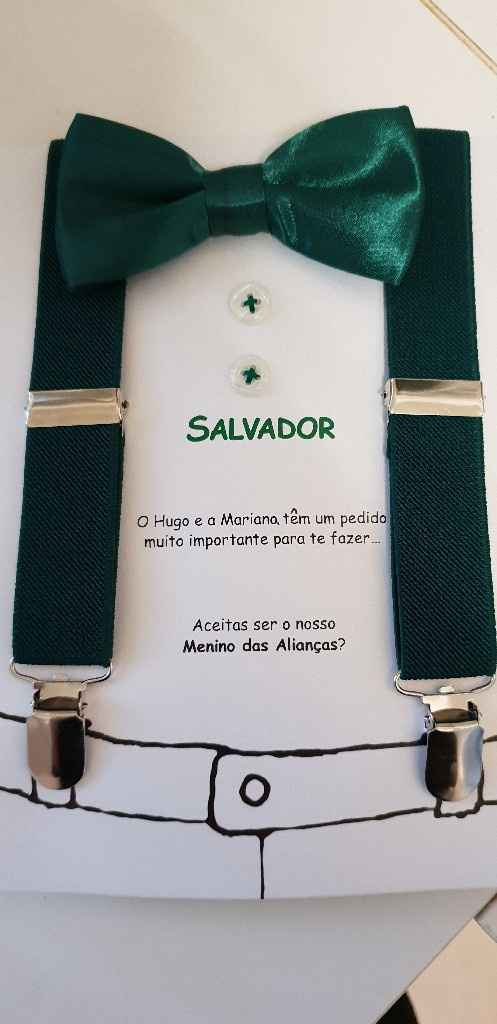 SALVADOR
O Hugo e a Mariana, têm um pedido
muito importante para te fazer...
Aceitas ser o nosso
Menino das Alianças?